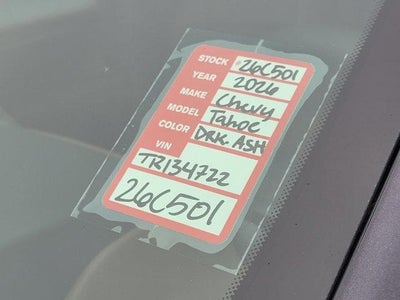 STOCK #26C501
YEAR 2026
MAKE Chevy
MODEL Tahoe
COLOR DRK. ASH
VIN
TR134722
26C501